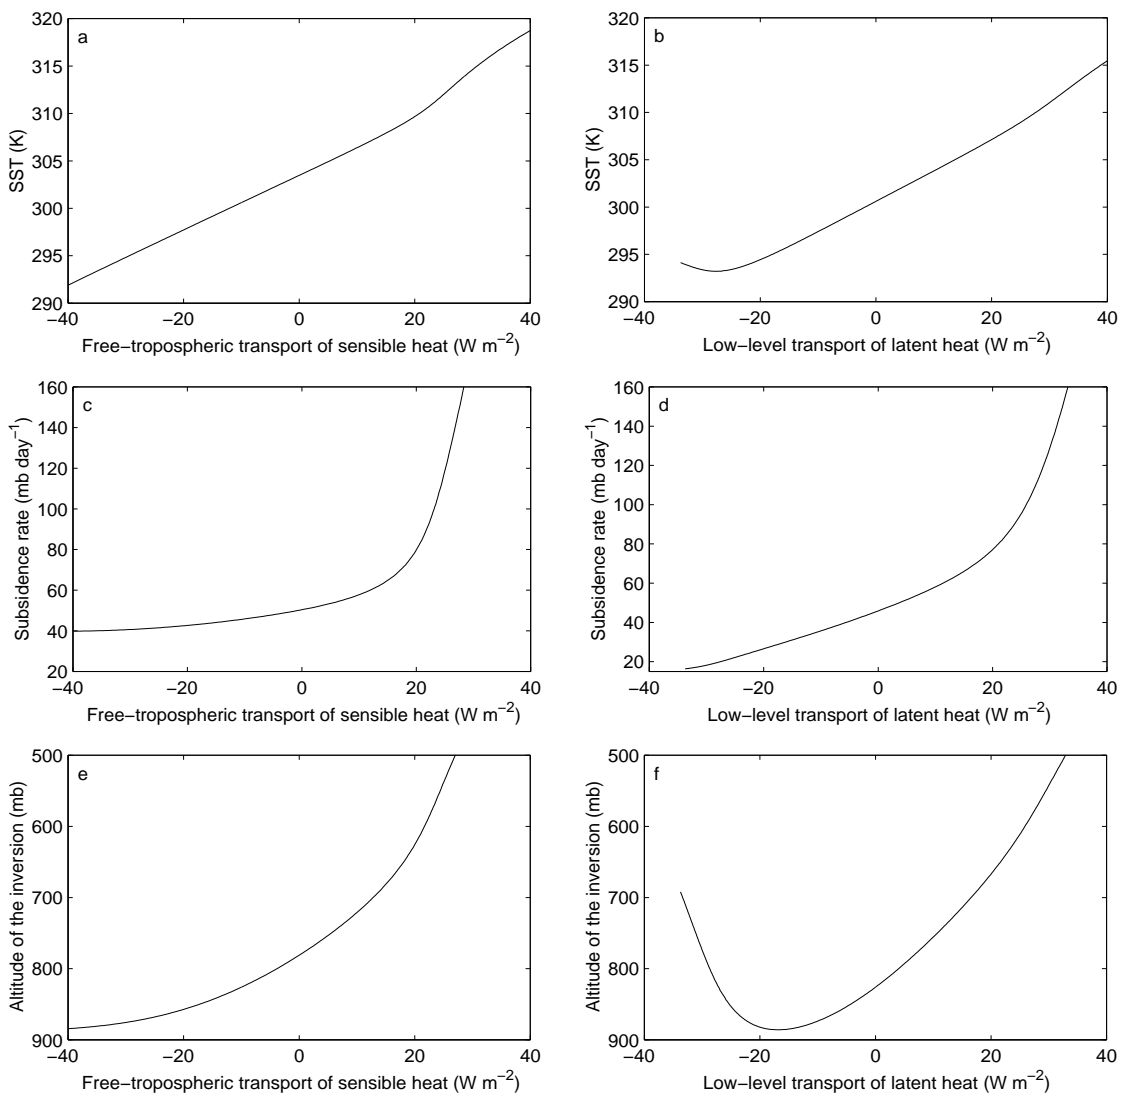 a
320
315
310
305
300
295
290
SST (K)
−40 −20 0 20 40
Free−tropospheric transport of sensible heat (W m⁻²)
b
320
315
310
305
300
295
290
SST (K)
−40 −20 0 20 40
Low−level transport of latent heat (W m⁻²)
c
160
140
120
100
80
60
40
20
Subsidence rate (mb day⁻¹)
−40 −20 0 20 40
Free−tropospheric transport of sensible heat (W m⁻²)
d
160
140
120
100
80
60
40
20
Subsidence rate (mb day⁻¹)
−40 −20 0 20 40
Low−level transport of latent heat (W m⁻²)
e
500
600
700
800
900
Altitude of the inversion (mb)
−40 −20 0 20 40
Free−tropospheric transport of sensible heat (W m⁻²)
f
500
600
700
800
900
Altitude of the inversion (mb)
−40 −20 0 20 40
Low−level transport of latent heat (W m⁻²)